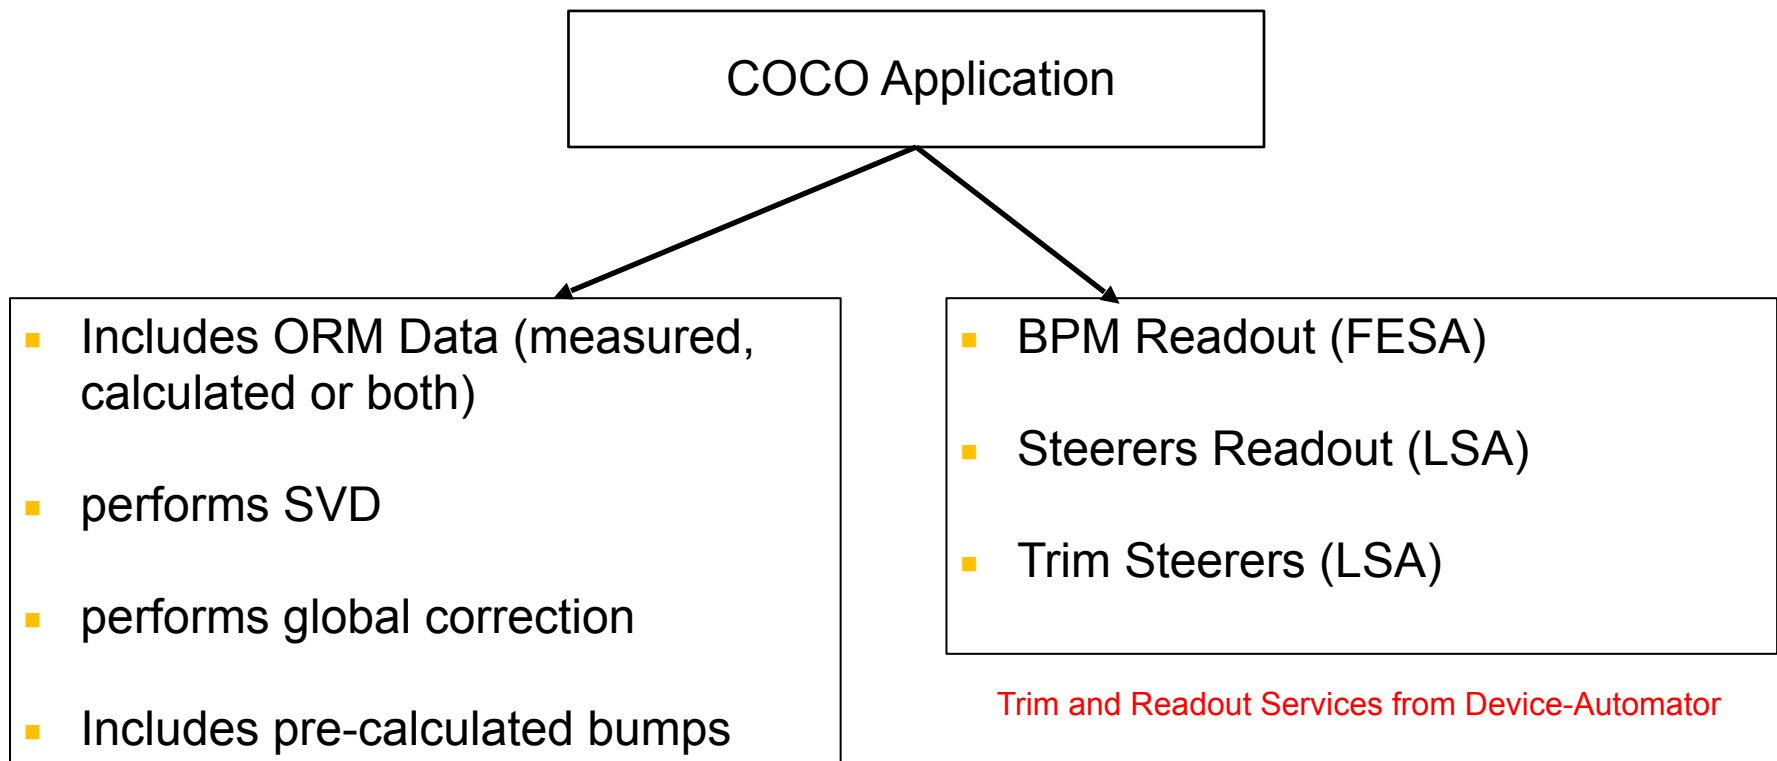 COCO Application
Includes ORM Data (measured,
calculated or both)
performs SVD
performs global correction
Includes pre-calculated bumps
BPM Readout (FESA)
Steerers Readout (LSA)
Trim Steerers (LSA)
Trim and Readout Services from Device-Automator